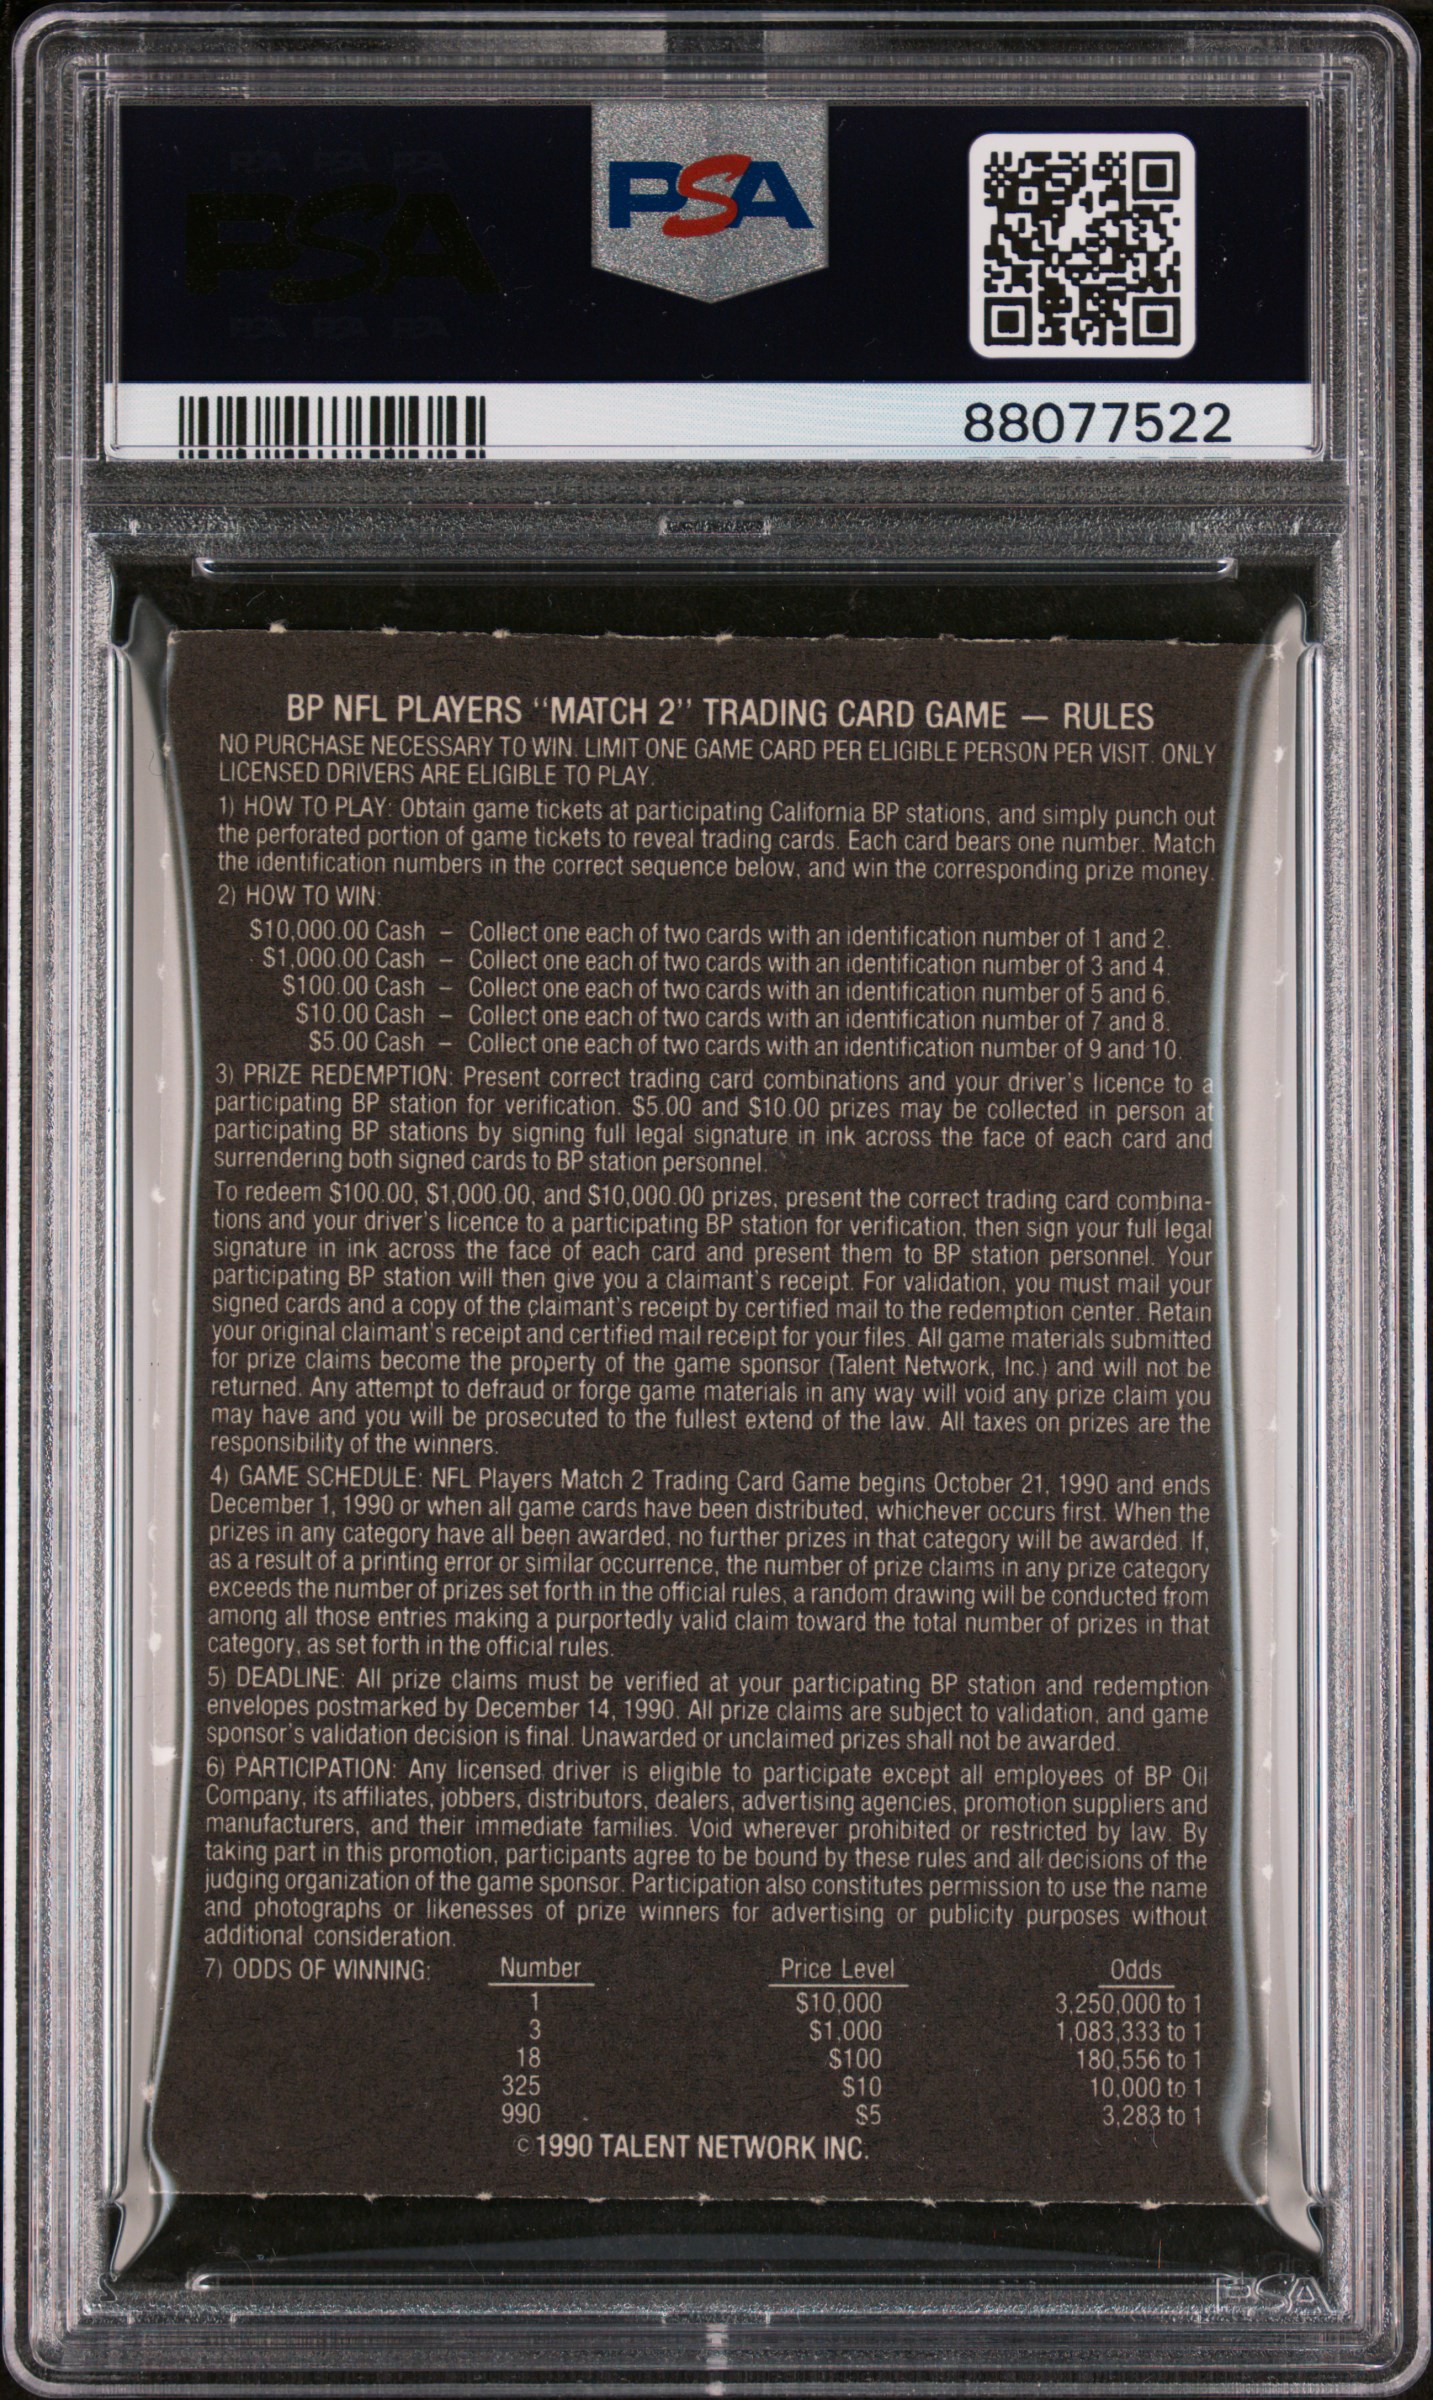 PSA
88077522
BP NFL PLAYERS “MATCH 2” TRADING CARD GAME — RULES
NO PURCHASE NECESSARY TO WIN. LIMIT ONE GAME CARD PER ELIGIBLE PERSON PER VISIT. ONLY
LICENSED DRIVERS ARE ELIGIBLE TO PLAY.
1) HOW TO PLAY: Obtain game tickets at participating California BP stations, and simply punch out
the perforated portion of game tickets to reveal trading cards. Each card bears one number. Match
the identification numbers in the correct sequence below, and win the corresponding prize money.
2) HOW TO WIN:
$10,000.00 Cash – Collect one each of two cards with an identification number of 1 and 2.
$1,000.00 Cash – Collect one each of two cards with an identification number of 3 and 4.
$100.00 Cash – Collect one each of two cards with an identification number of 5 and 6.
$10.00 Cash – Collect one each of two cards with an identification number of 7 and 8.
$5.00 Cash – Collect one each of two cards with an identification number of 9 and 10.
3) PRIZE REDEMPTION: Present correct trading card combinations and your driver's licence to a
participating BP station for verification. $5.00 and $10.00 prizes may be collected in person at
participating BP stations by signing full legal signature in ink across the face of each card and
surrendering both signed cards to BP station personnel.
To redeem $100.00, $1,000.00, and $10,000.00 prizes, present the correct trading card combina-
tions and your driver's licence to a participating BP station for verification, then sign your full legal
signature in ink across the face of each card and present them to BP station personnel. Your
participating BP station will then give you a claimant's receipt. For validation, you must mail your
signed cards and a copy of the claimant's receipt by certified mail to the redemption center. Retain
your original claimant's receipt and certified mail receipt for your files. All game materials submitted
for prize claims become the property of the game sponsor (Talent Network, Inc.) and will not be
returned. Any attempt to defraud or forge game materials in any way will void any prize claim you
may have and you will be prosecuted to the fullest extend of the law. All taxes on prizes are the
responsibility of the winners.
4) GAME SCHEDULE: NFL Players Match 2 Trading Card Game begins October 21, 1990 and ends
December 1, 1990 or when all game cards have been distributed, whichever occurs first. When the
prizes in any category have all been awarded, no further prizes in that category will be awarded. If,
as a result of a printing error or similar occurrence, the number of prize claims in any prize category
exceeds the number of prizes set forth in the official rules, a random drawing will be conducted from
among all those entries making a purportedly valid claim toward the total number of prizes in that
category, as set forth in the official rules.
5) DEADLINE: All prize claims must be verified at your participating BP station and redemption
envelopes postmarked by December 14, 1990. All prize claims are subject to validation, and game
sponsor's validation decision is final. Unawarded or unclaimed prizes shall not be awarded.
6) PARTICIPATION: Any licensed driver is eligible to participate except all employees of BP Oil
Company, its affiliates, jobbers, distributors, dealers, advertising agencies, promotion suppliers and
manufacturers, and their immediate families. Void wherever prohibited or restricted by law. By
taking part in this promotion, participants agree to be bound by these rules and all decisions of the
judging organization of the game sponsor. Participation also constitutes permission to use the name
and photographs or likenesses of prize winners for advertising or publicity purposes without
additional consideration.
7) ODDS OF WINNING: Number Price Level Odds
1 $10,000 3,250,000 to 1
3 $1,000 1,083,333 to 1
18 $100 180,556 to 1
325 $10 10,000 to 1
990 $5 3,283 to 1
© 1990 TALENT NETWORK INC.
PSA